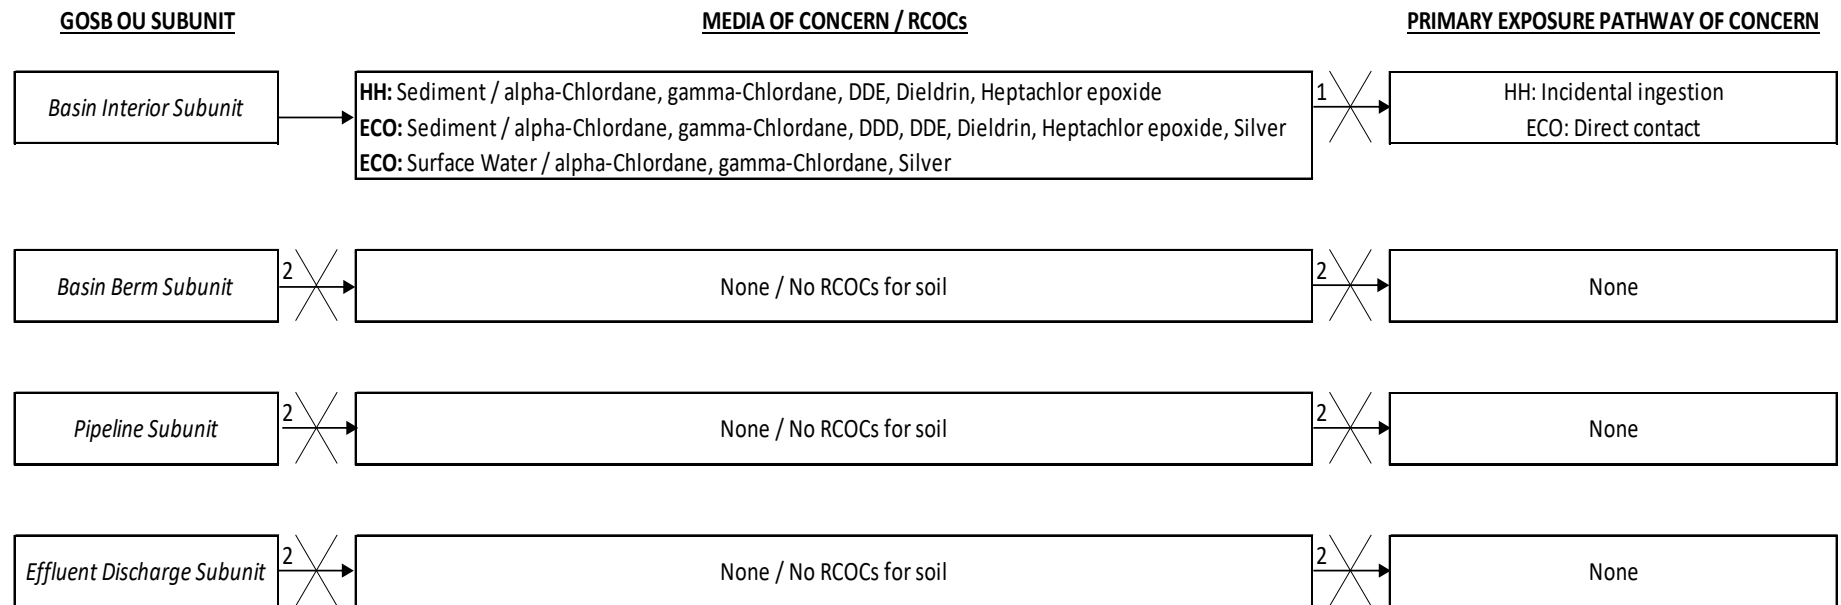 GOSB OU SUBUNIT
MEDIA OF CONCERN / RCOCs
PRIMARY EXPOSURE PATHWAY OF CONCERN
Basin Interior Subunit
HH: Sediment / alpha-Chlordane, gamma-Chlordane, DDE, Dieldrin, Heptachlor epoxide
ECO: Sediment / alpha-Chlordane, gamma-Chlordane, DDD, DDE, Dieldrin, Heptachlor epoxide, Silver
ECO: Surface Water / alpha-Chlordane, gamma-Chlordane, Silver
1
HH: Incidental ingestion
ECO: Direct contact
Basin Berm Subunit
2
None / No RCOCs for soil
2
None
Pipeline Subunit
2
None / No RCOCs for soil
2
None
Effluent Discharge Subunit
2
None / No RCOCs for soil
2
None